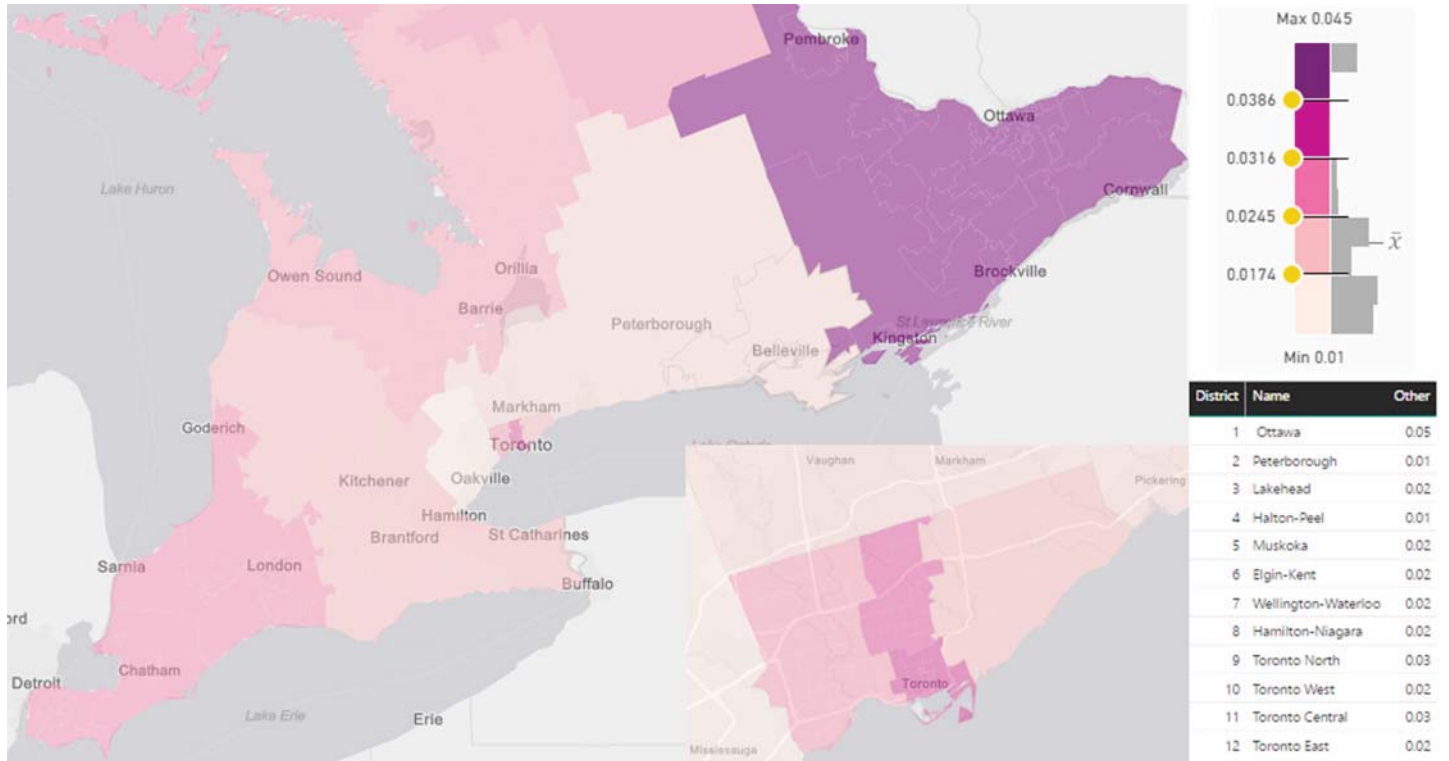 Pembroke
Ottawa
Cornwall
Lake Huron
Owen Sound
Orillia
Barrie
Brockville
Peterborough
St Lawrence River
Kingston
Belleville
Markham
Goderich
Toronto
Kitchener
Oakville
Hamilton
Brantford
St Catharines
Sarnia
London
Buffalo
ord
Chatham
Detroit
Lake Erie
Erie
Vaughan
Markham
Pickering
Toronto
Mississauga
Max 0.045
0.0386
0.0316
0.0245
x̄
0.0174
Min 0.01
District Name Other
1 Ottawa 0.05
2 Peterborough 0.01
3 Lakehead 0.02
4 Halton-Peel 0.01
5 Muskoka 0.02
6 Elgin-Kent 0.02
7 Wellington-Waterloo 0.02
8 Hamilton-Niagara 0.02
9 Toronto North 0.03
10 Toronto West 0.02
11 Toronto Central 0.03
12 Toronto East 0.02